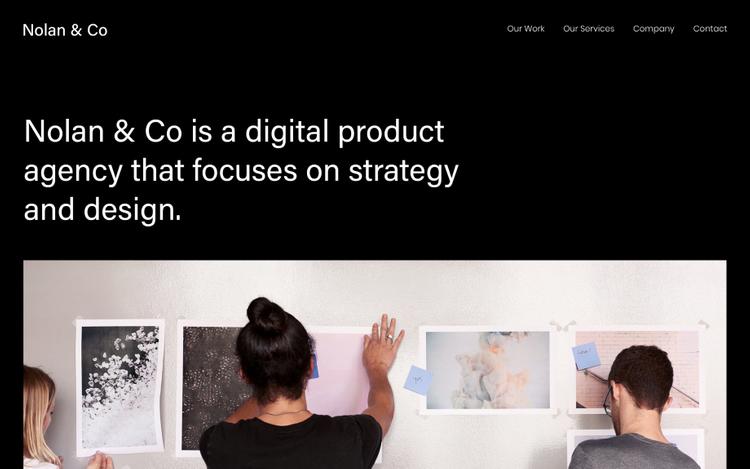 Nolan & Co
Our Work
Our Services
Company
Contact
Nolan & Co is a digital product
agency that focuses on strategy
and design.